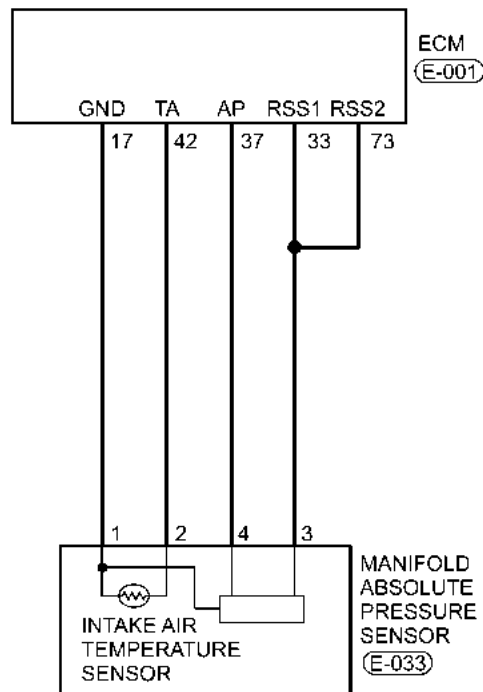 ECM
E-001
GND TA AP RSS1 RSS2
17 42 37 33 73
1 2 4 3
MANIFOLD
ABSOLUTE
PRESSURE
SENSOR
E-033
INTAKE AIR
TEMPERATURE
SENSOR